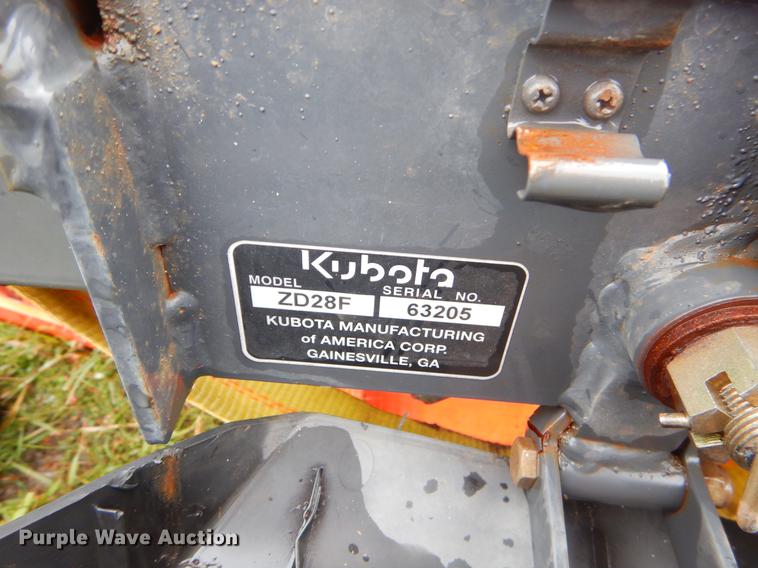 Kubota
MODEL SERIAL NO.
ZD28F 63205
KUBOTA MANUFACTURING
of AMERICA CORP.
GAINESVILLE, GA
Purple Wave Auction